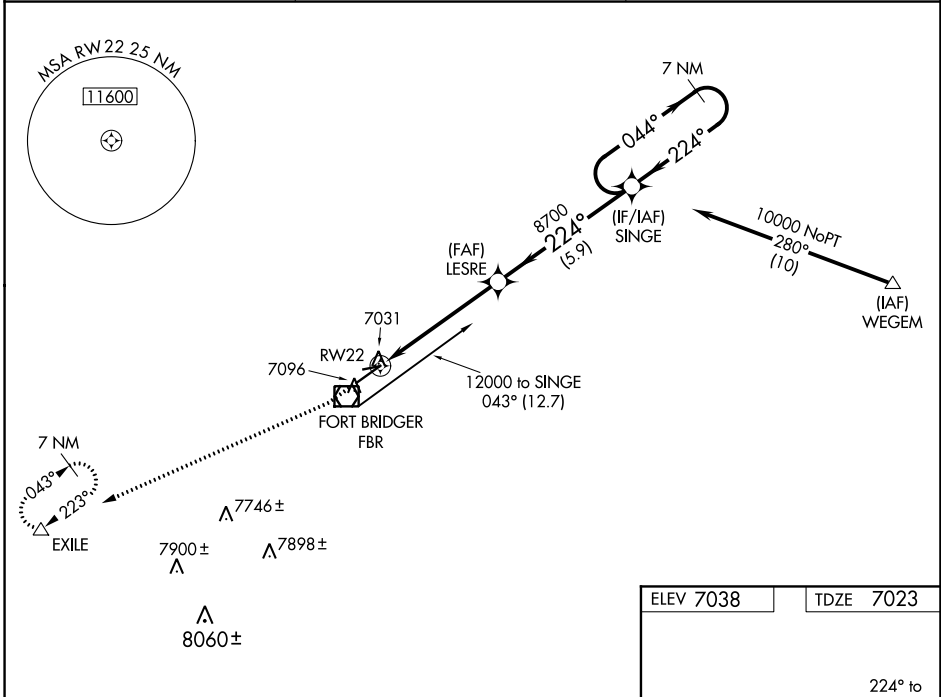 MSA RW 22 25 NM
11600
7 NM
044°
224°
(IF/IAF)
SINGE
8700
224°
(5.9)
10000 NoPT
280°
(10)
(IAF)
WEGEM
(FAF)
LESRE
7031
RW22
7096
12000 to SINGE
043° (12.7)
FORT BRIDGER
FBR
7 NM
043°
223°
EXILE
7746±
7900±
7898±
8060±
ELEV 7038
TDZE 7023
224° to